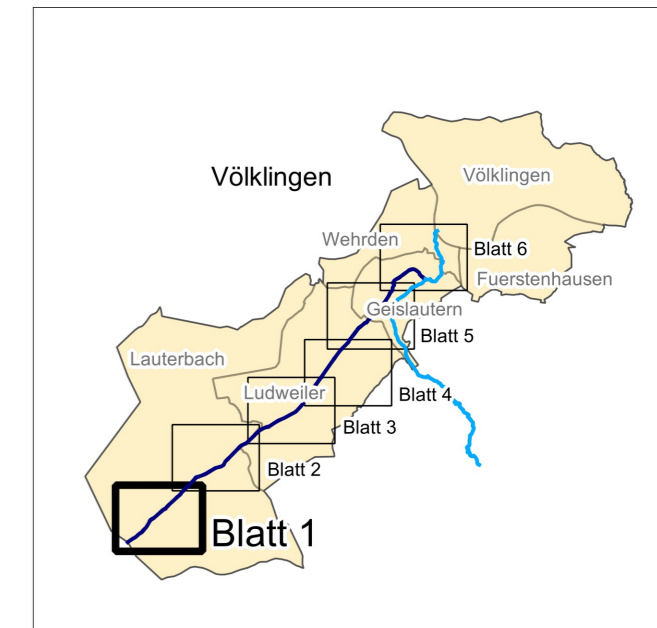 Völklingen
Völklingen
Wehrden
Blatt 6
Fuerstenhausen
Geislautern
Blatt 5
Lauterbach
Ludweiler
Blatt 4
Blatt 3
Blatt 2
Blatt 1